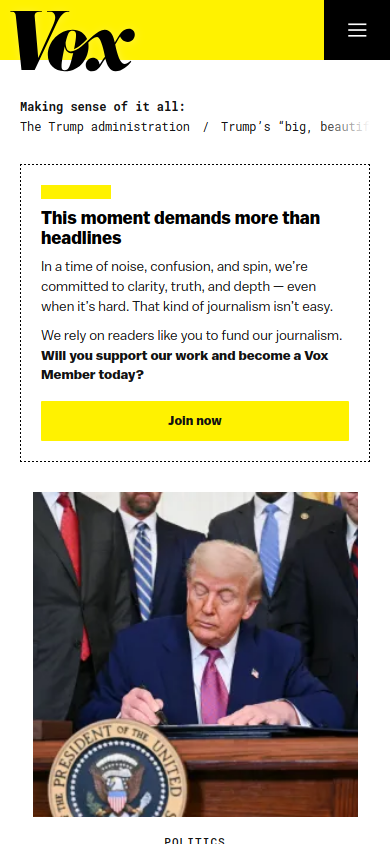 Vox
Making sense of it all:
The Trump administration / Trump's “big, beauti
This moment demands more than
headlines
In a time of noise, confusion, and spin, we're
committed to clarity, truth, and depth — even
when it's hard. That kind of journalism isn't easy.
We rely on readers like you to fund our journalism.
Will you support our work and become a Vox
Member today?
Join now
PRESIDENT OF THE UNITED
POLITICS